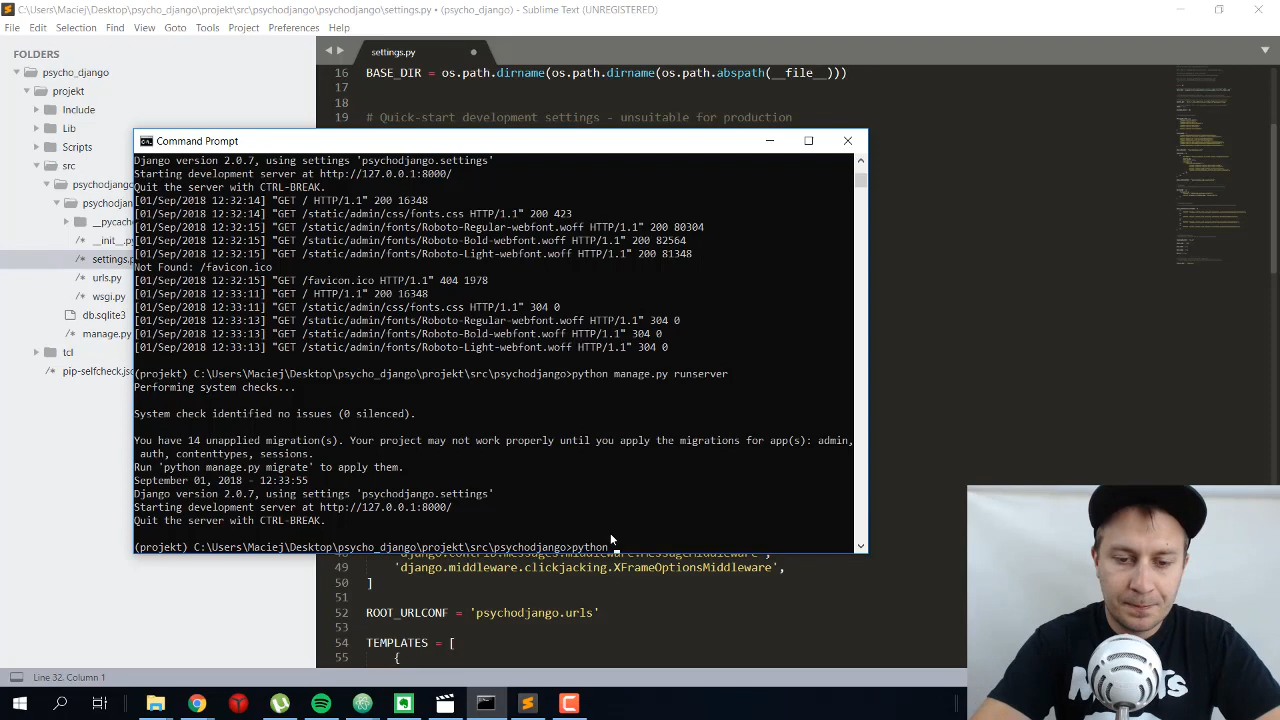 C:\Users\Maciej\Desktop\psycho_django\projekt\src\psychodjango\psychodjango\settings.py • (psycho_django) - Sublime Text (UNREGISTERED)
File Edit Selection Find View Goto Tools Project Preferences Help
FOLDERS
psycho_django
projekt
Include
Lib
Scripts
src
psychodjango
psychodjang
__pycach
__init__.py
settings.p
urls.py
wsgi.py
db.sqlite3
manage.py
tcl
pip-selfcheck.jso
settings.py
16 BASE_DIR = os.path.dirname(os.path.dirname(os.path.abspath(__file__)))
17
18
19 # Quick-start development settings - unsuitable for production
Command Prompt
Django version 2.0.7, using settings 'psychodjango.settings'
Starting development server at http://127.0.0.1:8000/
Quit the server with CTRL-BREAK.
[01/Sep/2018 12:32:14] "GET / HTTP/1.1" 200 16348
[01/Sep/2018 12:32:14] "GET /static/admin/css/fonts.css HTTP/1.1" 200 423
[01/Sep/2018 12:32:15] "GET /static/admin/fonts/Roboto-Regular-webfont.woff HTTP/1.1" 200 80304
[01/Sep/2018 12:32:15] "GET /static/admin/fonts/Roboto-Bold-webfont.woff HTTP/1.1" 200 82564
[01/Sep/2018 12:32:15] "GET /static/admin/fonts/Roboto-Light-webfont.woff HTTP/1.1" 200 81348
Not Found: /favicon.ico
[01/Sep/2018 12:32:15] "GET /favicon.ico HTTP/1.1" 404 1978
[01/Sep/2018 12:33:11] "GET / HTTP/1.1" 200 16348
[01/Sep/2018 12:33:13] "GET /static/admin/css/fonts.css HTTP/1.1" 304 0
[01/Sep/2018 12:33:13] "GET /static/admin/fonts/Roboto-Regular-webfont.woff HTTP/1.1" 304 0
[01/Sep/2018 12:33:13] "GET /static/admin/fonts/Roboto-Bold-webfont.woff HTTP/1.1" 304 0
[01/Sep/2018 12:33:13] "GET /static/admin/fonts/Roboto-Light-webfont.woff HTTP/1.1" 304 0
(projekt) C:\Users\Maciej\Desktop\psycho_django\projekt\src\psychodjango>python manage.py runserver
Performing system checks...
System check identified no issues (0 silenced).
You have 14 unapplied migration(s). Your project may not work properly until you apply the migrations for app(s): admin,
auth, contenttypes, sessions.
Run 'python manage.py migrate' to apply them.
September 01, 2018 - 12:33:55
Django version 2.0.7, using settings 'psychodjango.settings'
Starting development server at http://127.0.0.1:8000/
Quit the server with CTRL-BREAK.
(projekt) C:\Users\Maciej\Desktop\psycho_django\projekt\src\psychodjango>python
49 'django.middleware.clickjacking.XFrameOptionsMiddleware',
50 ]
51
52 ROOT_URLCONF = 'psychodjango.urls'
53
54 TEMPLATES = [
55 {
Line 32, Column 1